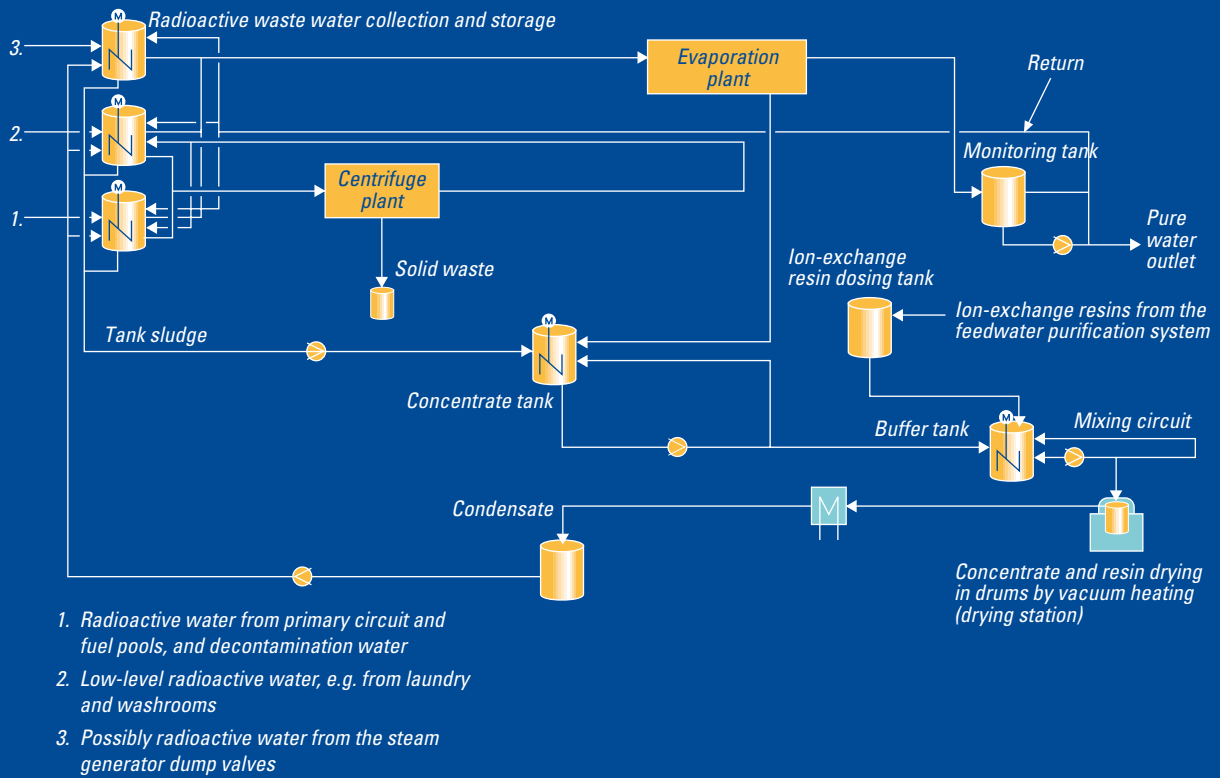 M
Radioactive waste water collection and storage
3.
Evaporation
plant
Return
M
2.
Monitoring tank
M
Centrifuge
plant
1.
Pure
water
outlet
Solid waste
Ion-exchange
resin dosing tank
Ion-exchange resins from the
feedwater purification system
M
Tank sludge
Concentrate tank
M
Buffer tank
Mixing circuit
M
Condensate
Concentrate and resin drying
in drums by vacuum heating
(drying station)
1. Radioactive water from primary circuit and
fuel pools, and decontamination water
2. Low-level radioactive water, e.g. from laundry
and washrooms
3. Possibly radioactive water from the steam
generator dump valves